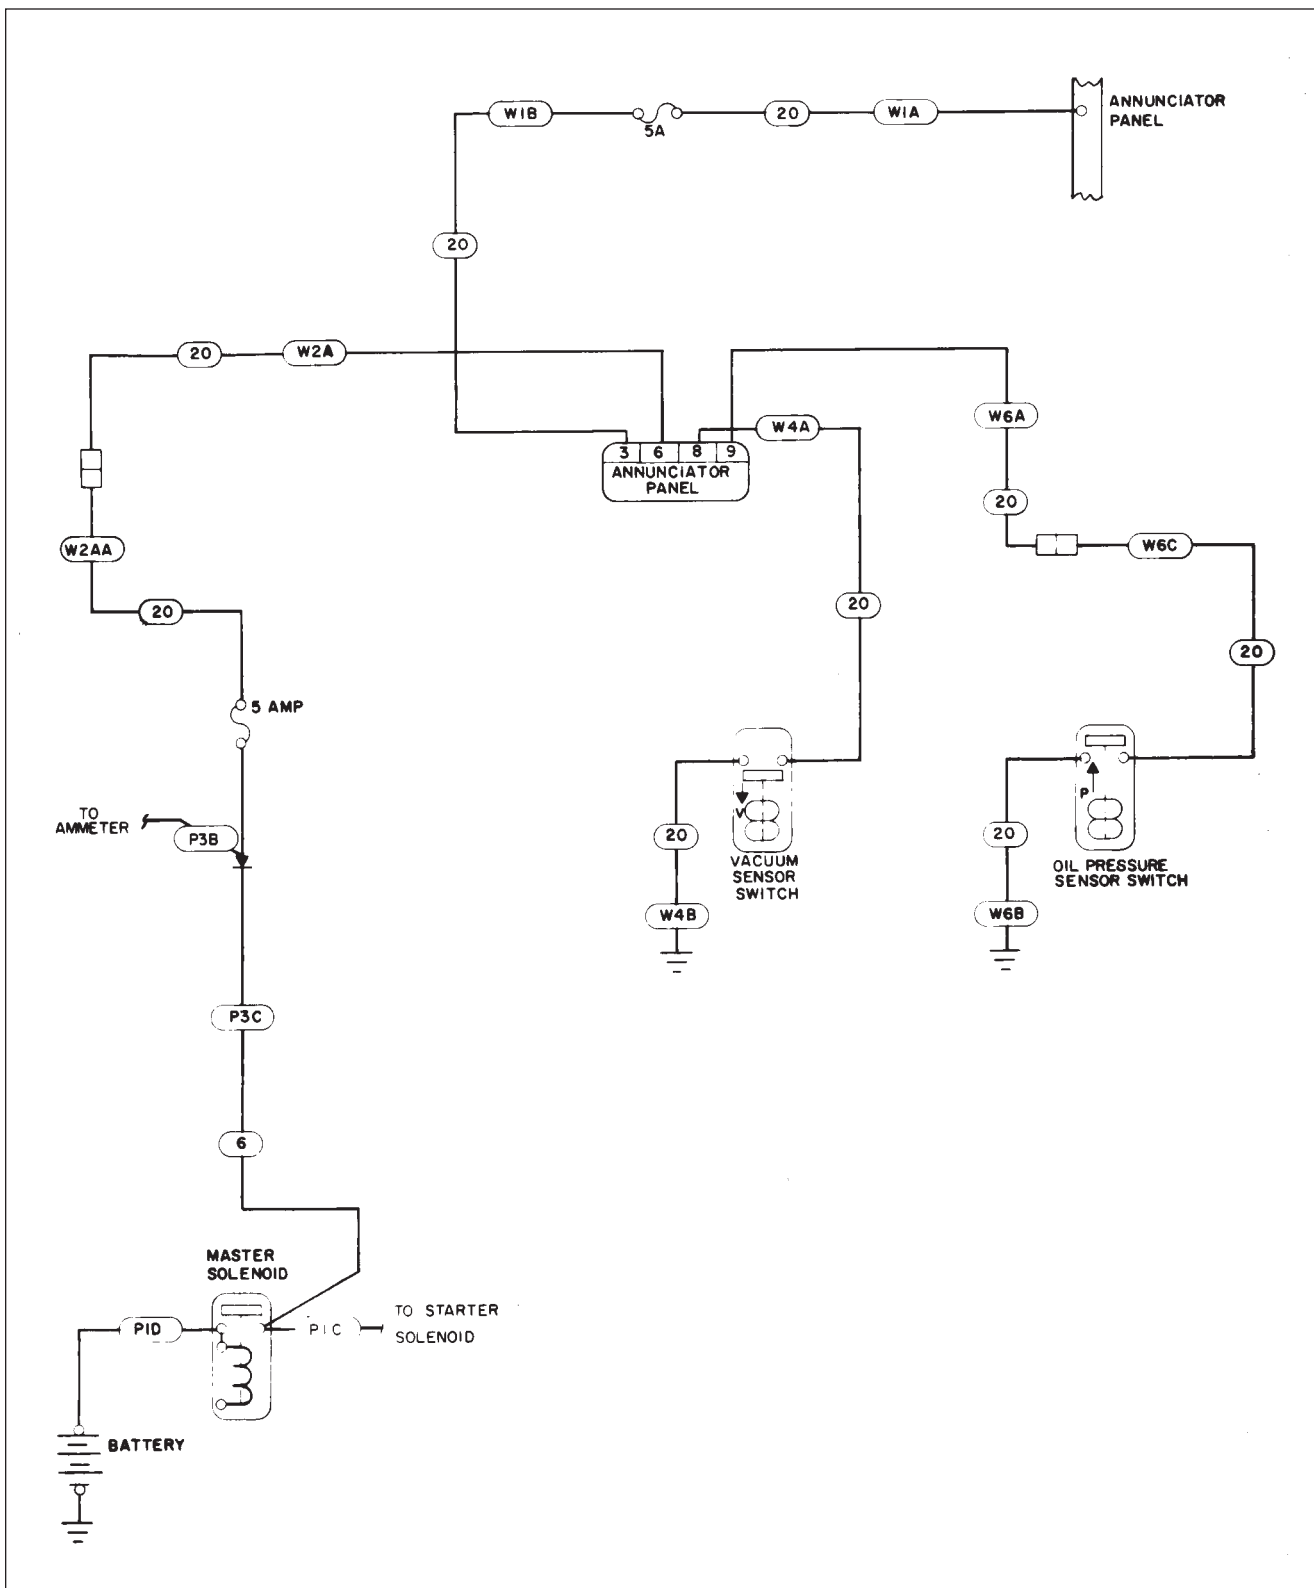 W1B
5A
20
W1A
ANNUNCIATOR
PANEL
20
20
W2A
W6A
W4A
3 6 8 9
ANNUNCIATOR
PANEL
20
W2AA
W6C
20
20
20
5 AMP
TO
AMMETER
P3B
P
V
20
20
VACUUM
SENSOR
SWITCH
OIL PRESSURE
SENSOR SWITCH
W4B
W6B
P3C
6
MASTER
SOLENOID
P1D
P1C
TO STARTER
SOLENOID
BATTERY